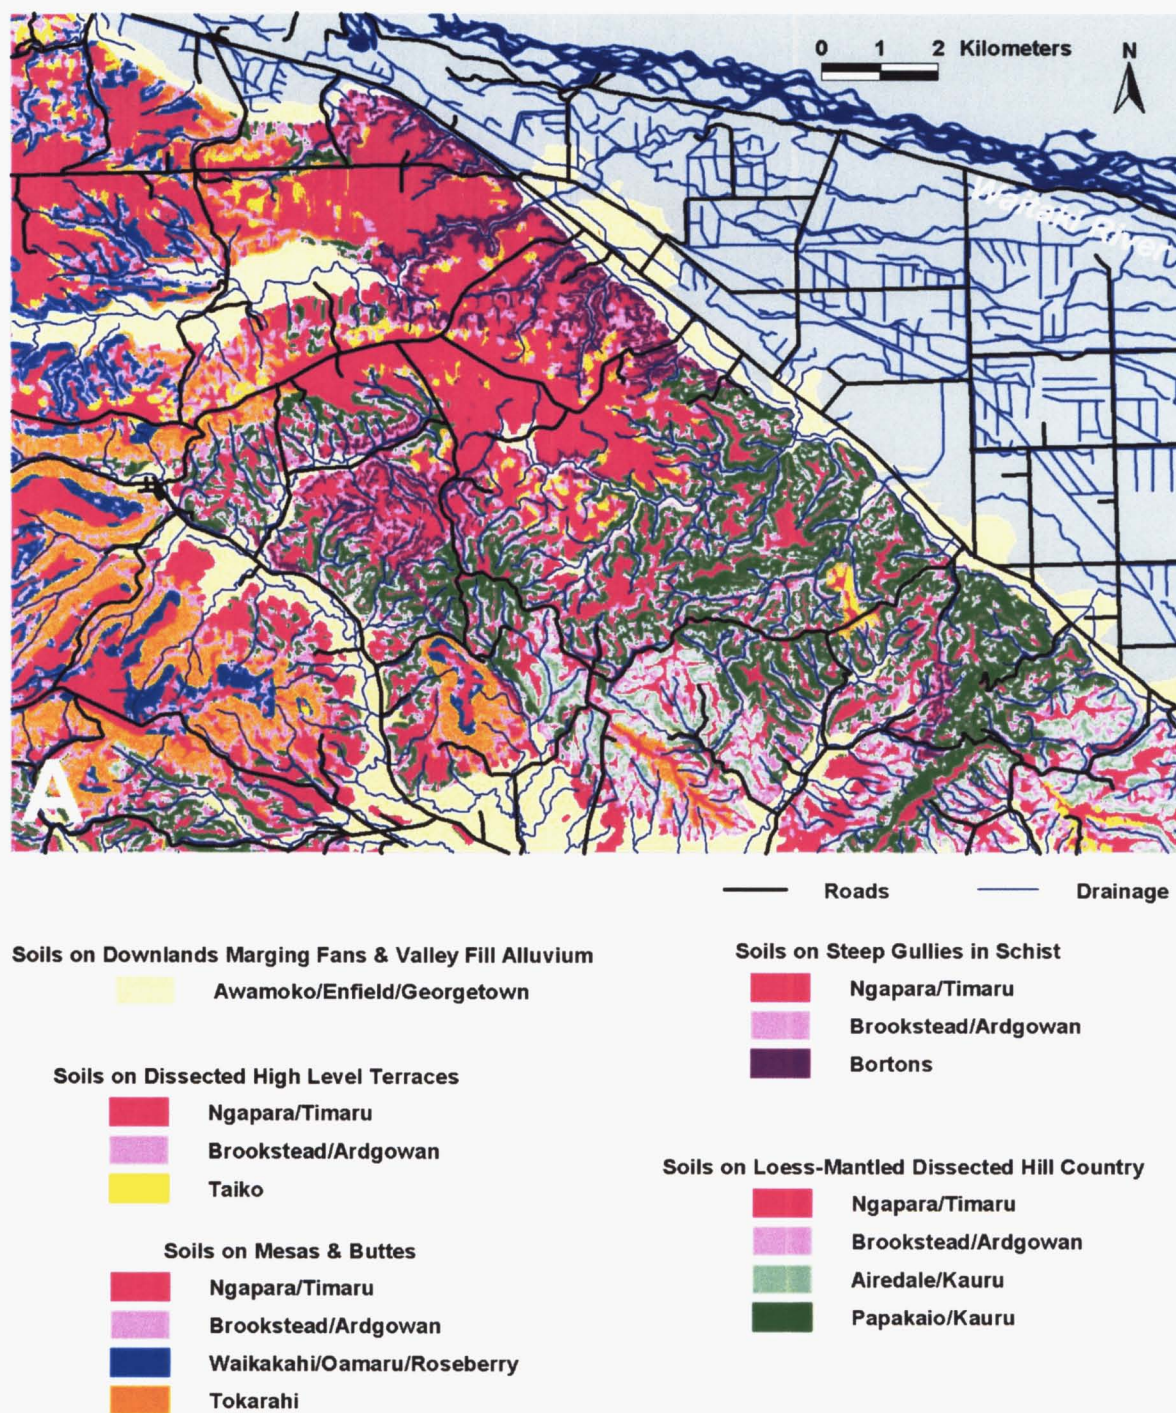 0 1 2 Kilometers N
Waitaki River
A
Roads Drainage
Soils on Downlands Marging Fans & Valley Fill Alluvium
Awamoko/Enfield/Georgetown
Soils on Dissected High Level Terraces
Ngapara/Timaru
Brookstead/Ardgowan
Taiko
Soils on Mesas & Buttes
Ngapara/Timaru
Brookstead/Ardgowan
Waikakahi/Oamaru/Roseberry
Tokarahi
Soils on Steep Gullies in Schist
Ngapara/Timaru
Brookstead/Ardgowan
Bortons
Soils on Loess-Mantled Dissected Hill Country
Ngapara/Timaru
Brookstead/Ardgowan
Airedale/Kauru
Papakaio/Kauru